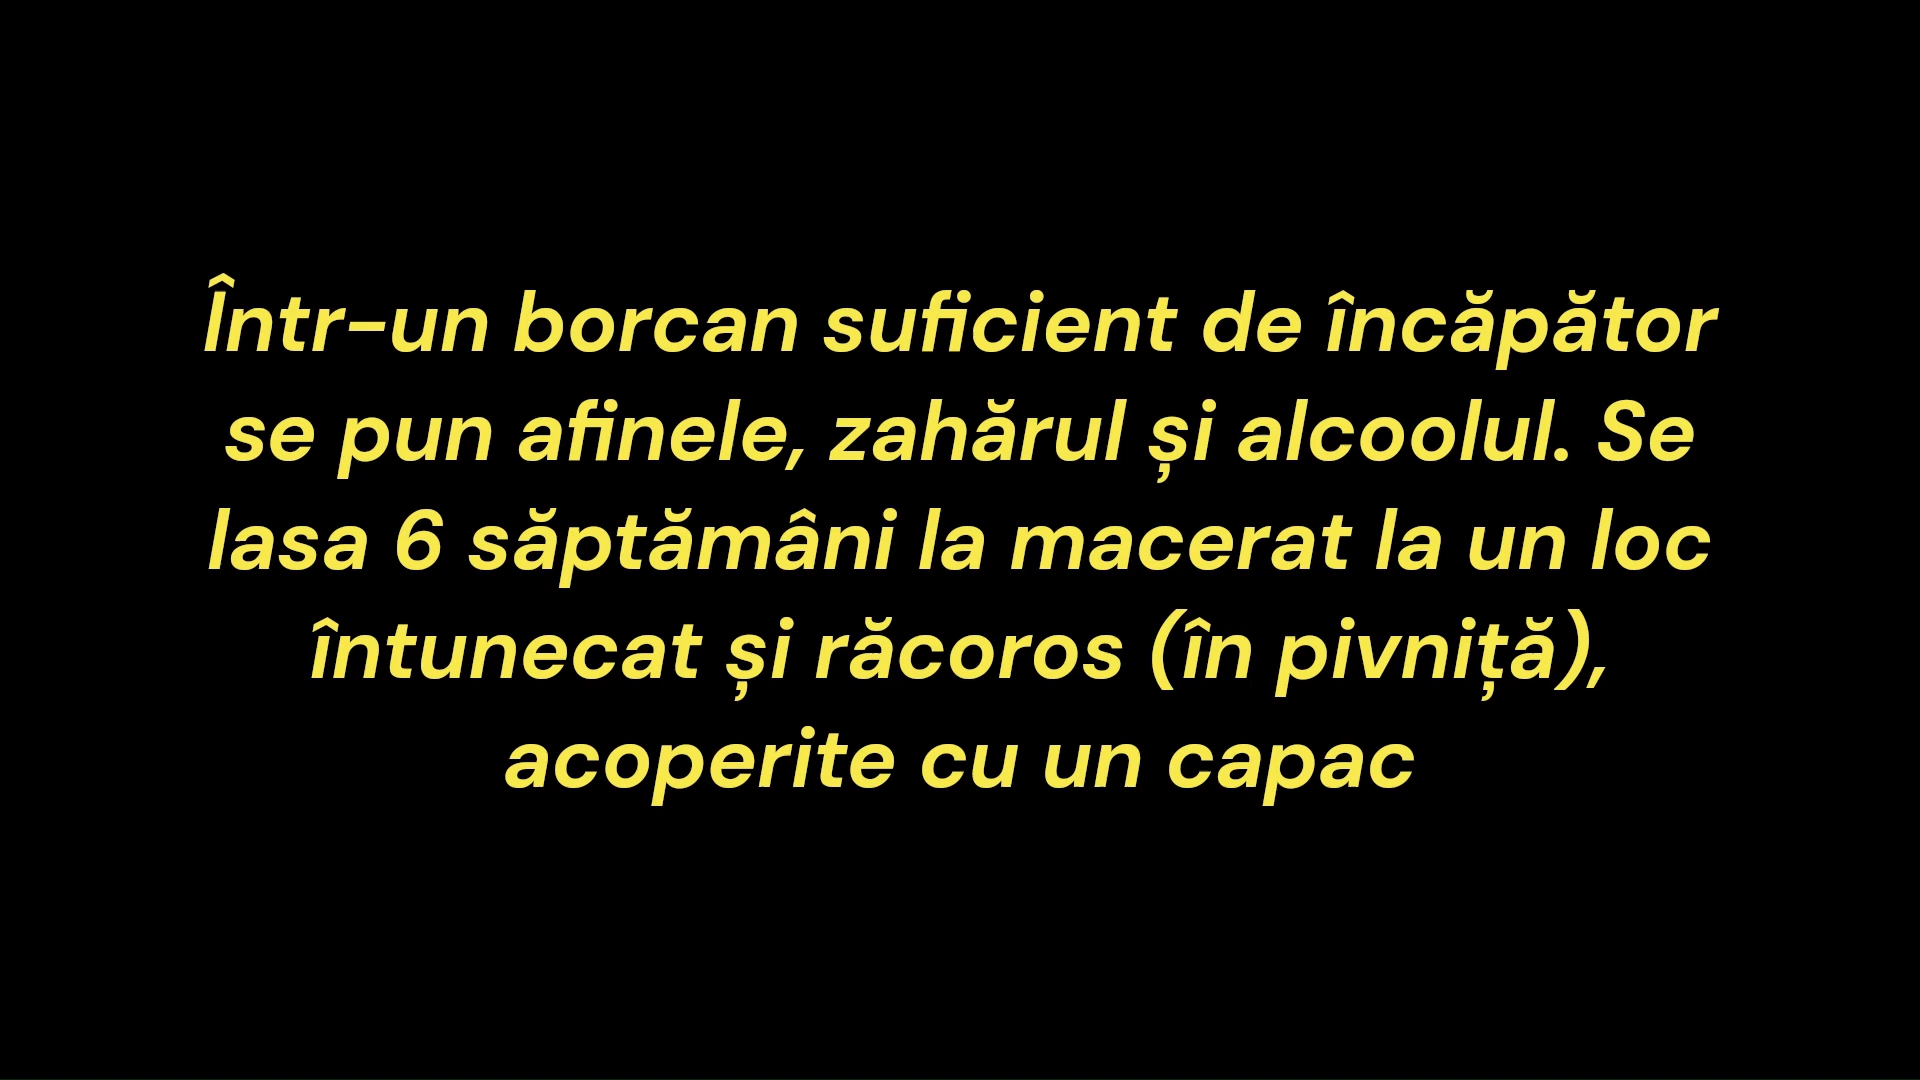 Într-un borcan suficient de încăpător
se pun afinele, zahărul și alcoolul. Se
lasa 6 săptămâni la macerat la un loc
întunecat și răcoros (în pivniță),
acoperite cu un capac